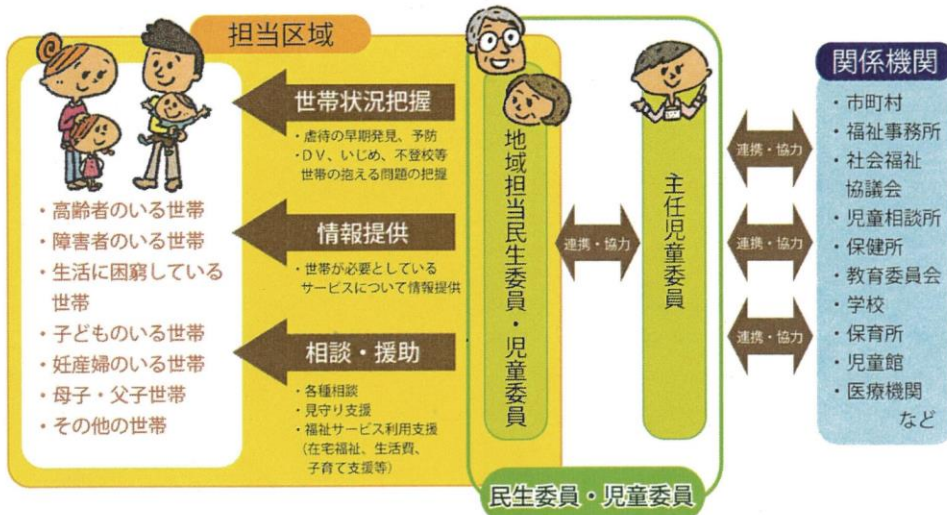 担当区域
世帯状況把握
・虐待の早期発見、予防
・DV、いじめ、不登校等
世帯の抱える問題の把握
情報提供
・世帯が必要としている
サービスについて情報提供
相談・援助
・各種相談
・見守り支援
・福祉サービス利用支援
（在宅福祉、生活費、
子育て支援等）
・高齢者のいる世帯
・障害者のいる世帯
・生活に困窮している
世帯
・子どものいる世帯
・妊産婦のいる世帯
・母子・父子世帯
・その他の世帯
地域担当民生委員・児童委員
連携・協力
主任児童委員
民生委員・児童委員
連携・協力
連携・協力
連携・協力
関係機関
・市町村
・福祉事務所
・社会福祉
協議会
・児童相談所
・保健所
・教育委員会
・学校
・保育所
・児童館
・医療機関
など